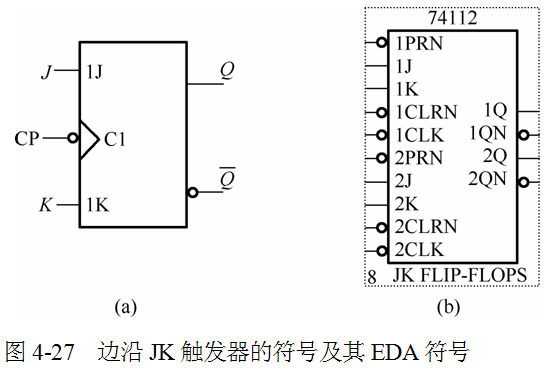 J
1J
Q
CP
C1
K
1K
Q̅
(a)
74112
1PRN
1J
1K
1CLRN
1CLK
2PRN
2J
2K
2CLRN
2CLK
1Q
1QN
2Q
2QN
8
JK FLIP-FLOPS
(b)
图 4-27 边沿 JK 触发器的符号及其 EDA 符号